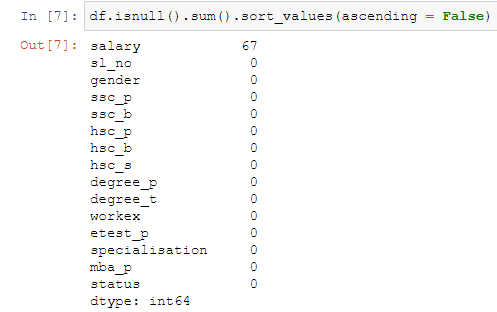 In [7]: df.isnull().sum().sort_values(ascending = False)
Out[7]: salary 67
sl_no 0
gender 0
ssc_p 0
ssc_b 0
hsc_p 0
hsc_b 0
hsc_s 0
degree_p 0
degree_t 0
workex 0
etest_p 0
specialisation 0
mba_p 0
status 0
dtype: int64